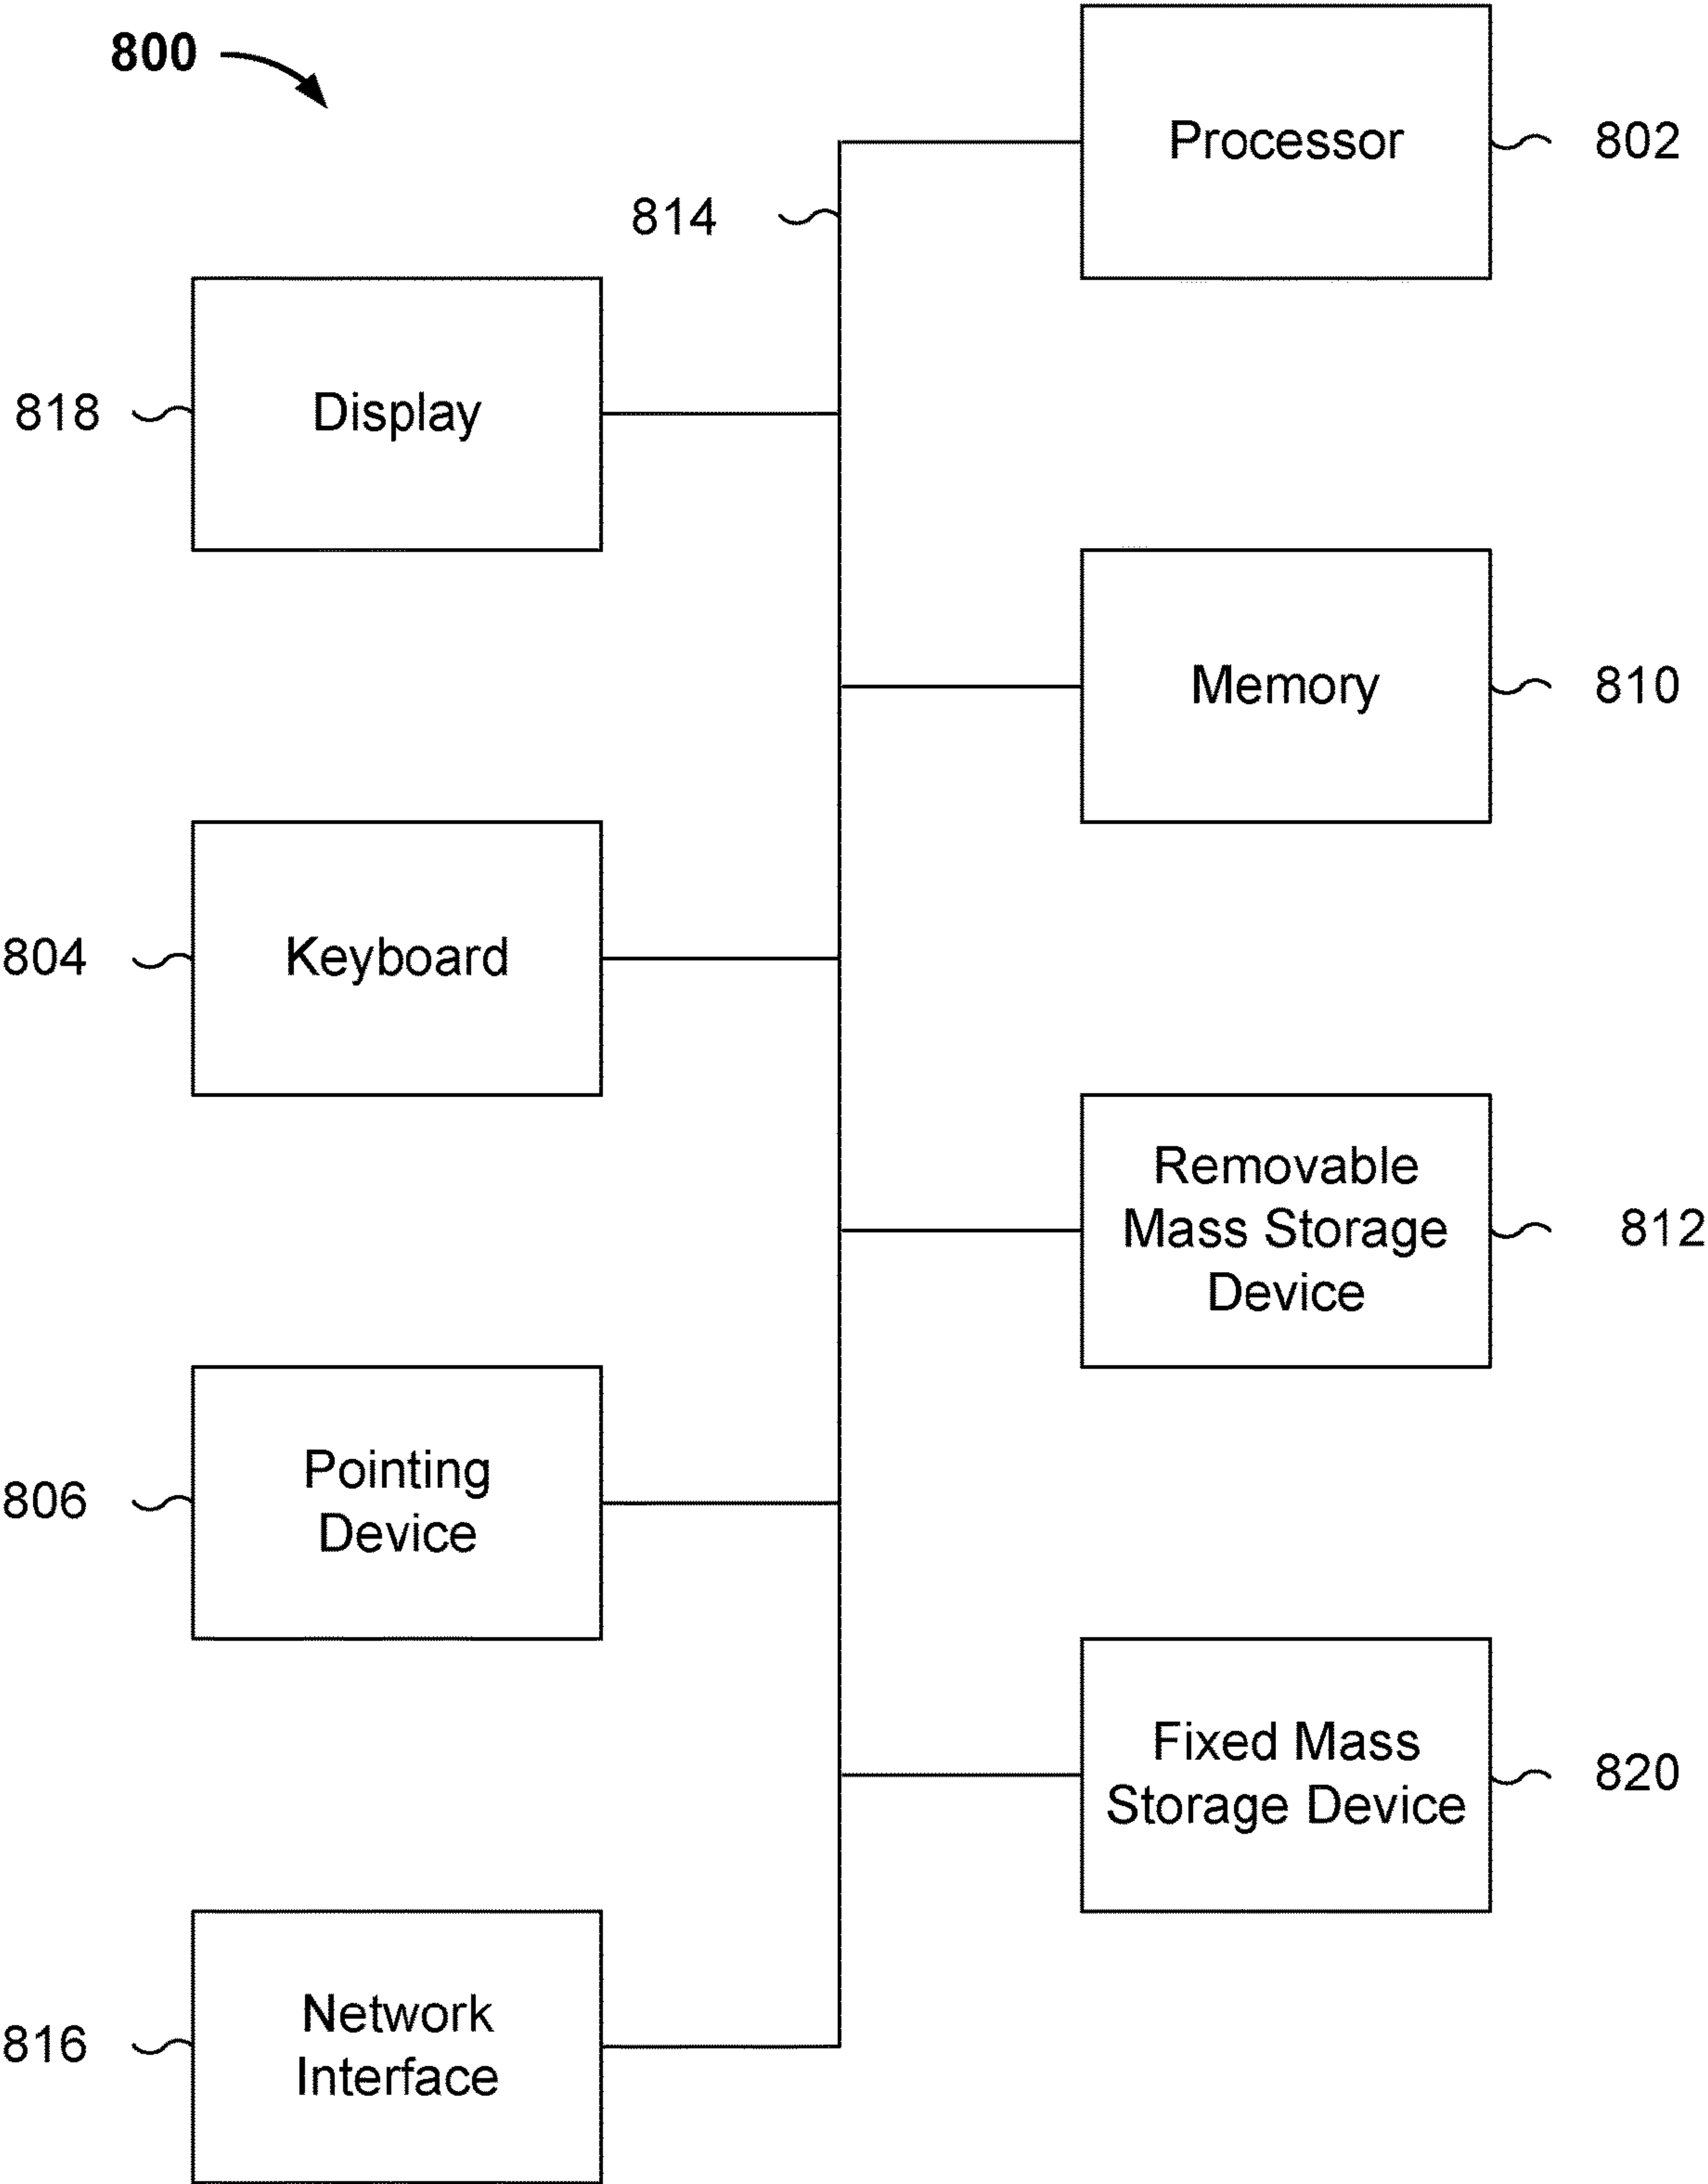 800
Processor
802
814
818
Display
Memory
810
804
Keyboard
Removable
Mass Storage
Device
812
806
Pointing
Device
Fixed Mass
Storage Device
820
816
Network
Interface